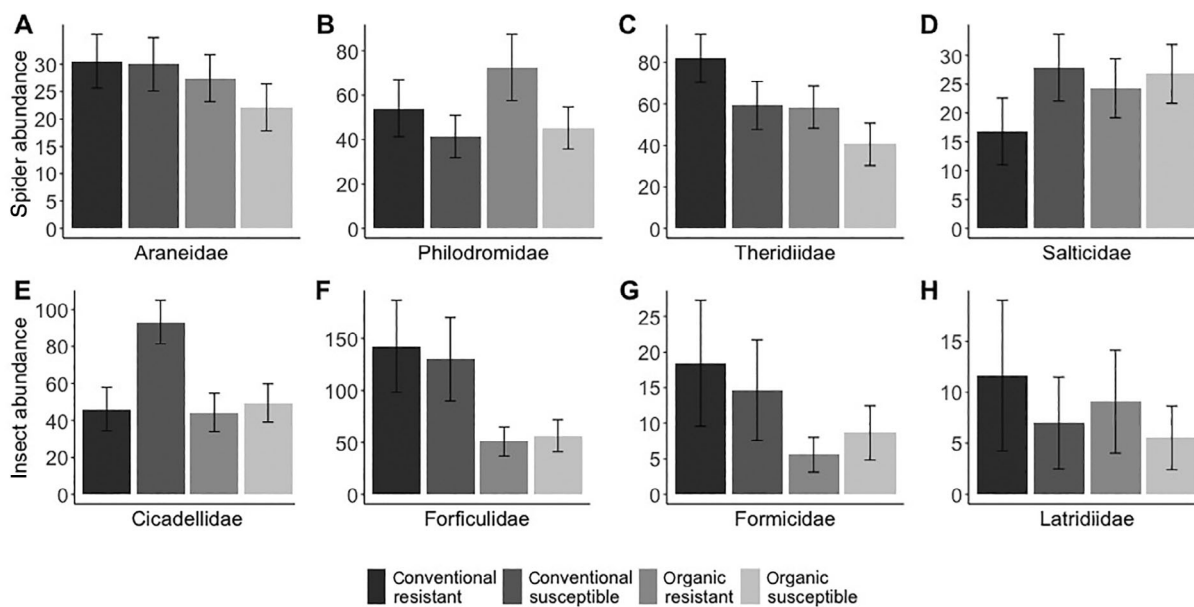 A
B
C
D
Spider abundance
30
25
20
15
10
5
0
80
60
40
20
0
80
60
40
20
0
30
25
20
15
10
5
0
Araneidae
Philodromidae
Theridiidae
Salticidae
E
F
G
H
Insect abundance
100
80
60
40
20
0
150
100
50
0
25
20
15
10
5
0
15
10
5
0
Cicadellidae
Forficulidae
Formicidae
Latridiidae
Conventional
resistant
Conventional
susceptible
Organic
resistant
Organic
susceptible